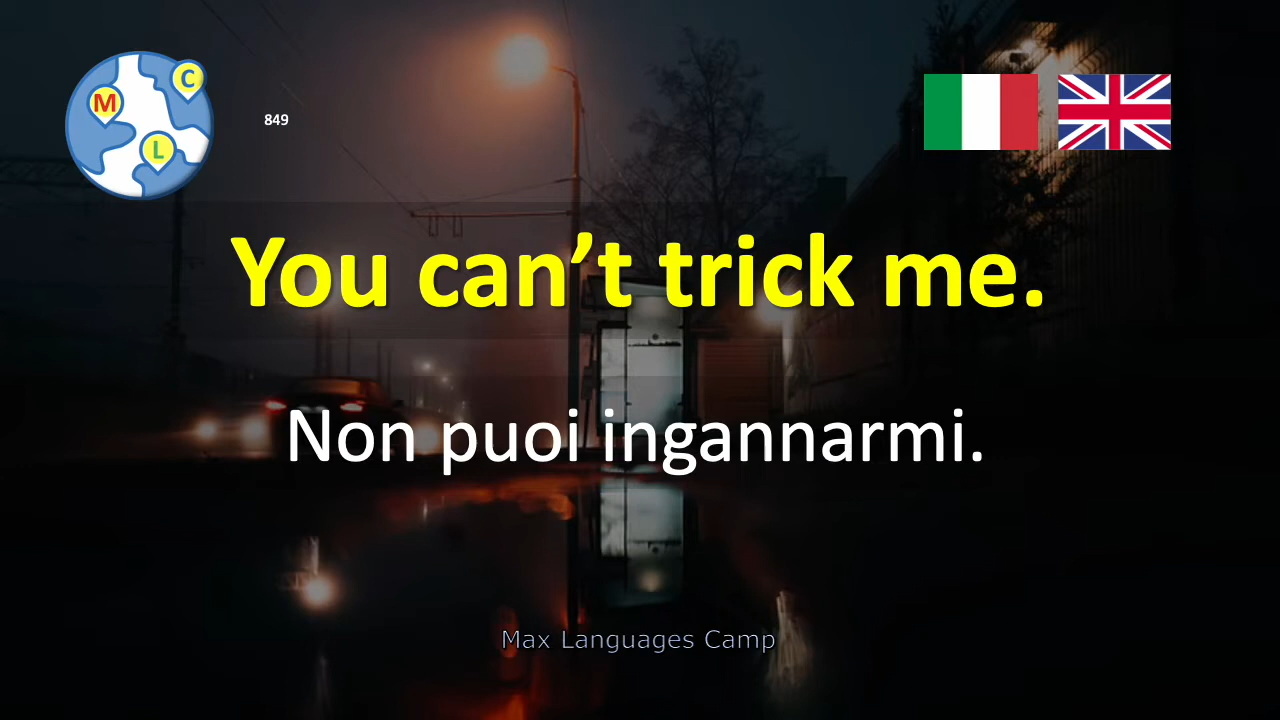 C
M
L
849
You can’t trick me.
Non puoi ingannarmi.
Max Languages Camp